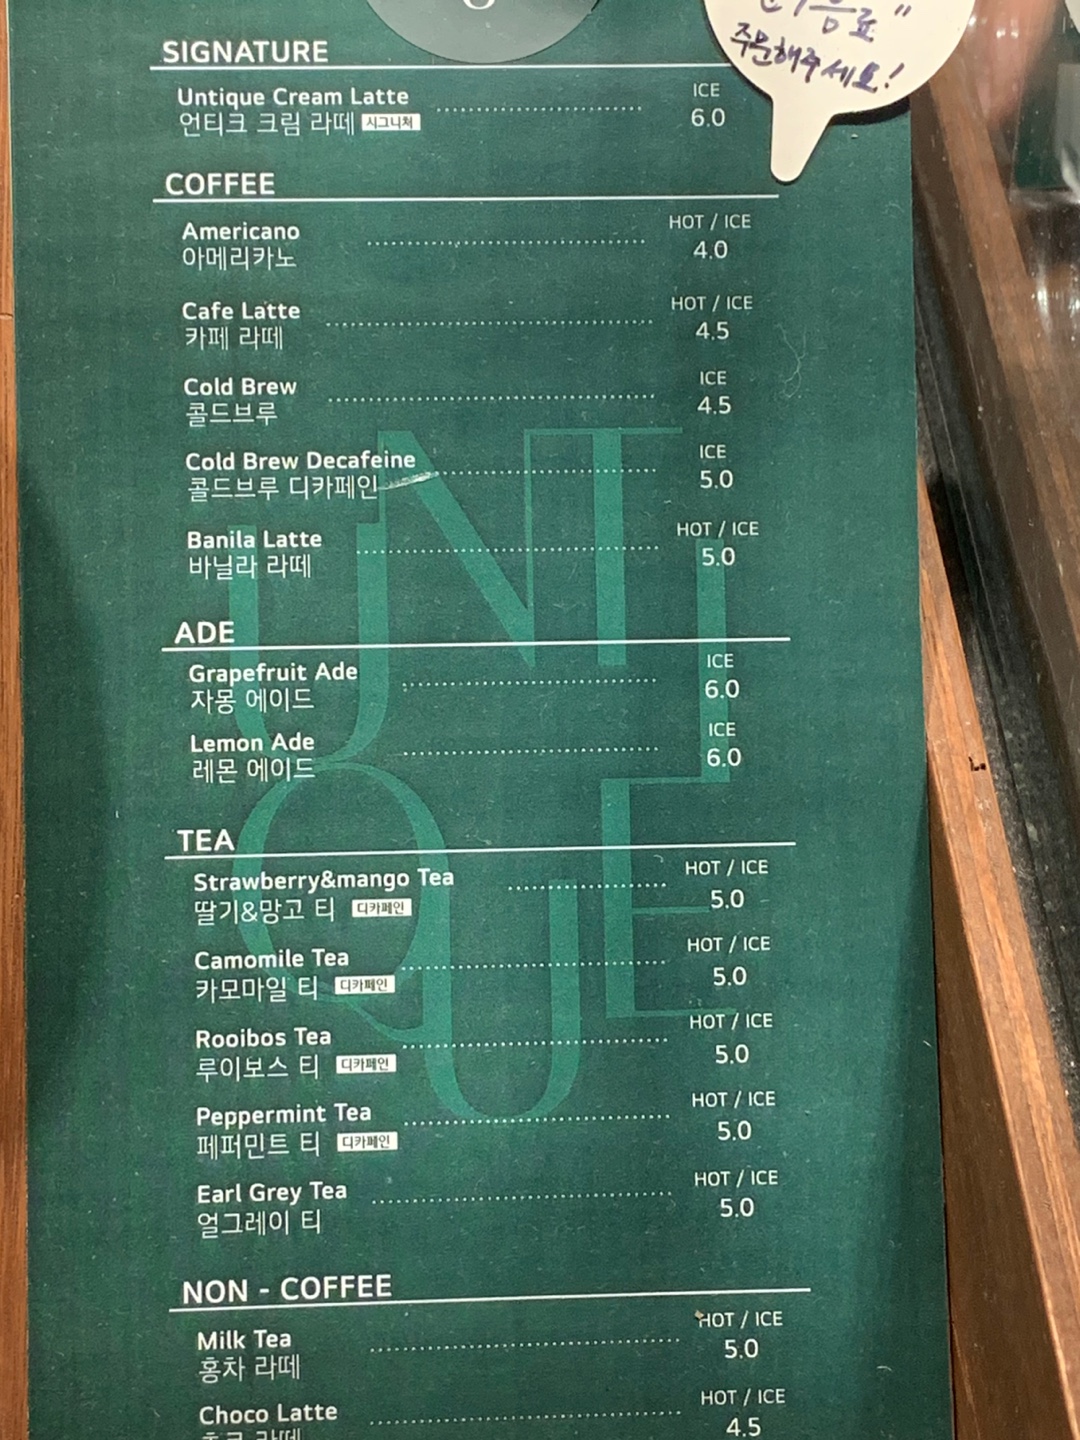 음료"
주문해주세요!
SIGNATURE
Untique Cream Latte ICE
언티크 크림 라떼 시그니처 6.0
COFFEE
Americano HOT / ICE
아메리카노 4.0
Cafe Latte HOT / ICE
카페 라떼 4.5
Cold Brew ICE
콜드브루 4.5
Cold Brew Decafeine ICE
콜드브루 디카페인 5.0
Banila Latte HOT / ICE
바닐라 라떼 5.0
ADE
Grapefruit Ade ICE
자몽 에이드 6.0
Lemon Ade ICE
레몬 에이드 6.0
TEA
Strawberry&mango Tea HOT / ICE
딸기&망고 티 디카페인 5.0
Camomile Tea HOT / ICE
카모마일 티 디카페인 5.0
Rooibos Tea HOT / ICE
루이보스 티 디카페인 5.0
Peppermint Tea HOT / ICE
페퍼민트 티 디카페인 5.0
Earl Grey Tea HOT / ICE
얼그레이 티 5.0
NON - COFFEE
Milk Tea HOT / ICE
홍차 라떼 5.0
Choco Latte HOT / ICE
초코 라떼 4.5
UNTIQUE